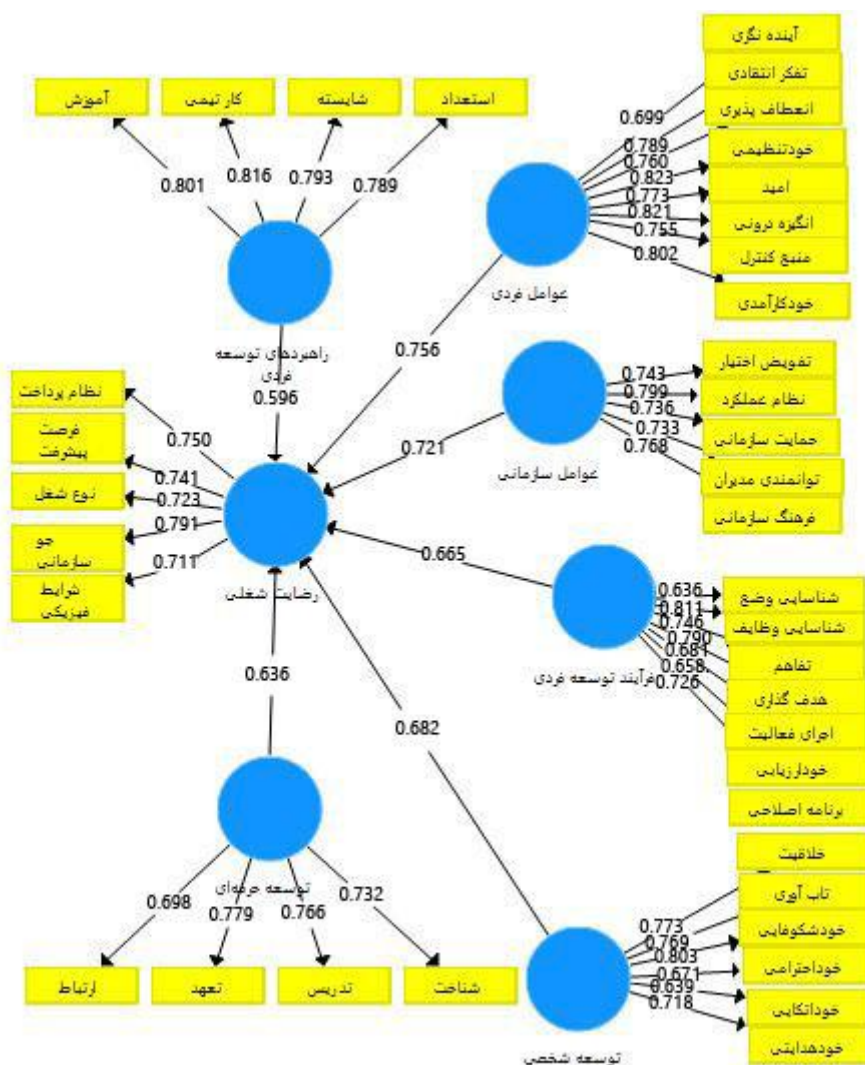 آینده نگری
تفکر انتقادی
انعطاف پذیری
خودتنظیمی
امید
انگیزه درونی
منبع کنترل
خودکارآمدی
0.699
0.789
0.760
0.823
0.773
0.821
0.755
0.802
عوامل فردی
استعداد
شایسته
کار تیمی
آموزش
0.789
0.793
0.816
0.801
راهبردهای توسعه
فردی
0.596
0.756
تفویض اختیار
نظام عملکرد
حمایت سازمانی
توانمندی مدیران
فرهنگ سازمانی
0.743
0.799
0.736
0.733
0.768
عوامل سازمانی
0.721
نظام پرداخت
فرصت
پیشرفت
نوع شغل
جو
سازمانی
شرایط
فیزیکی
0.750
0.741
0.723
0.791
0.711
رضایت شغلی
0.665
شناسایی وضع
شناسایی وظایف
تفاهم
هدف گذاری
اجرای فعالیت
خودارزیابی
برنامه اصلاحی
0.636
0.811
0.746
0.790
0.681
0.658
0.726
فرآیند توسعه فردی
0.636
0.682
توسعه حرفه‌ای
0.732
0.766
0.779
0.698
شناخت
تدریس
تعهد
ارتباط
خلاقیت
تاب آوری
خودشکوفایی
خوداحترامی
خوداتکایی
خودهدایتی
0.773
0.769
0.803
0.671
0.639
0.718
توسعه شخصی